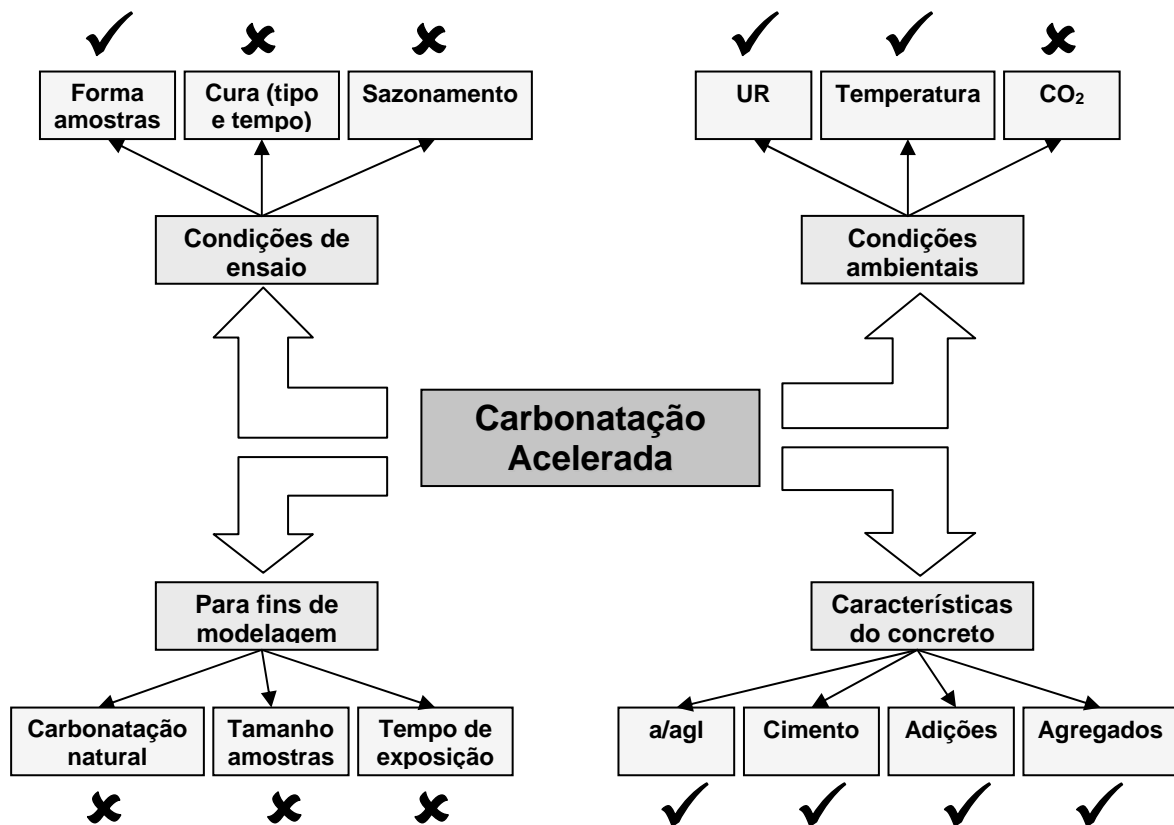 Forma
amostras
Cura (tipo
e tempo)
Sazonamento
UR
Temperatura
CO₂
Condições de
ensaio
Condições
ambientais
Carbonatação
Acelerada
Para fins de
modelagem
Características
do concreto
Carbonatação
natural
Tamanho
amostras
Tempo de
exposição
a/agl
Cimento
Adições
Agregados